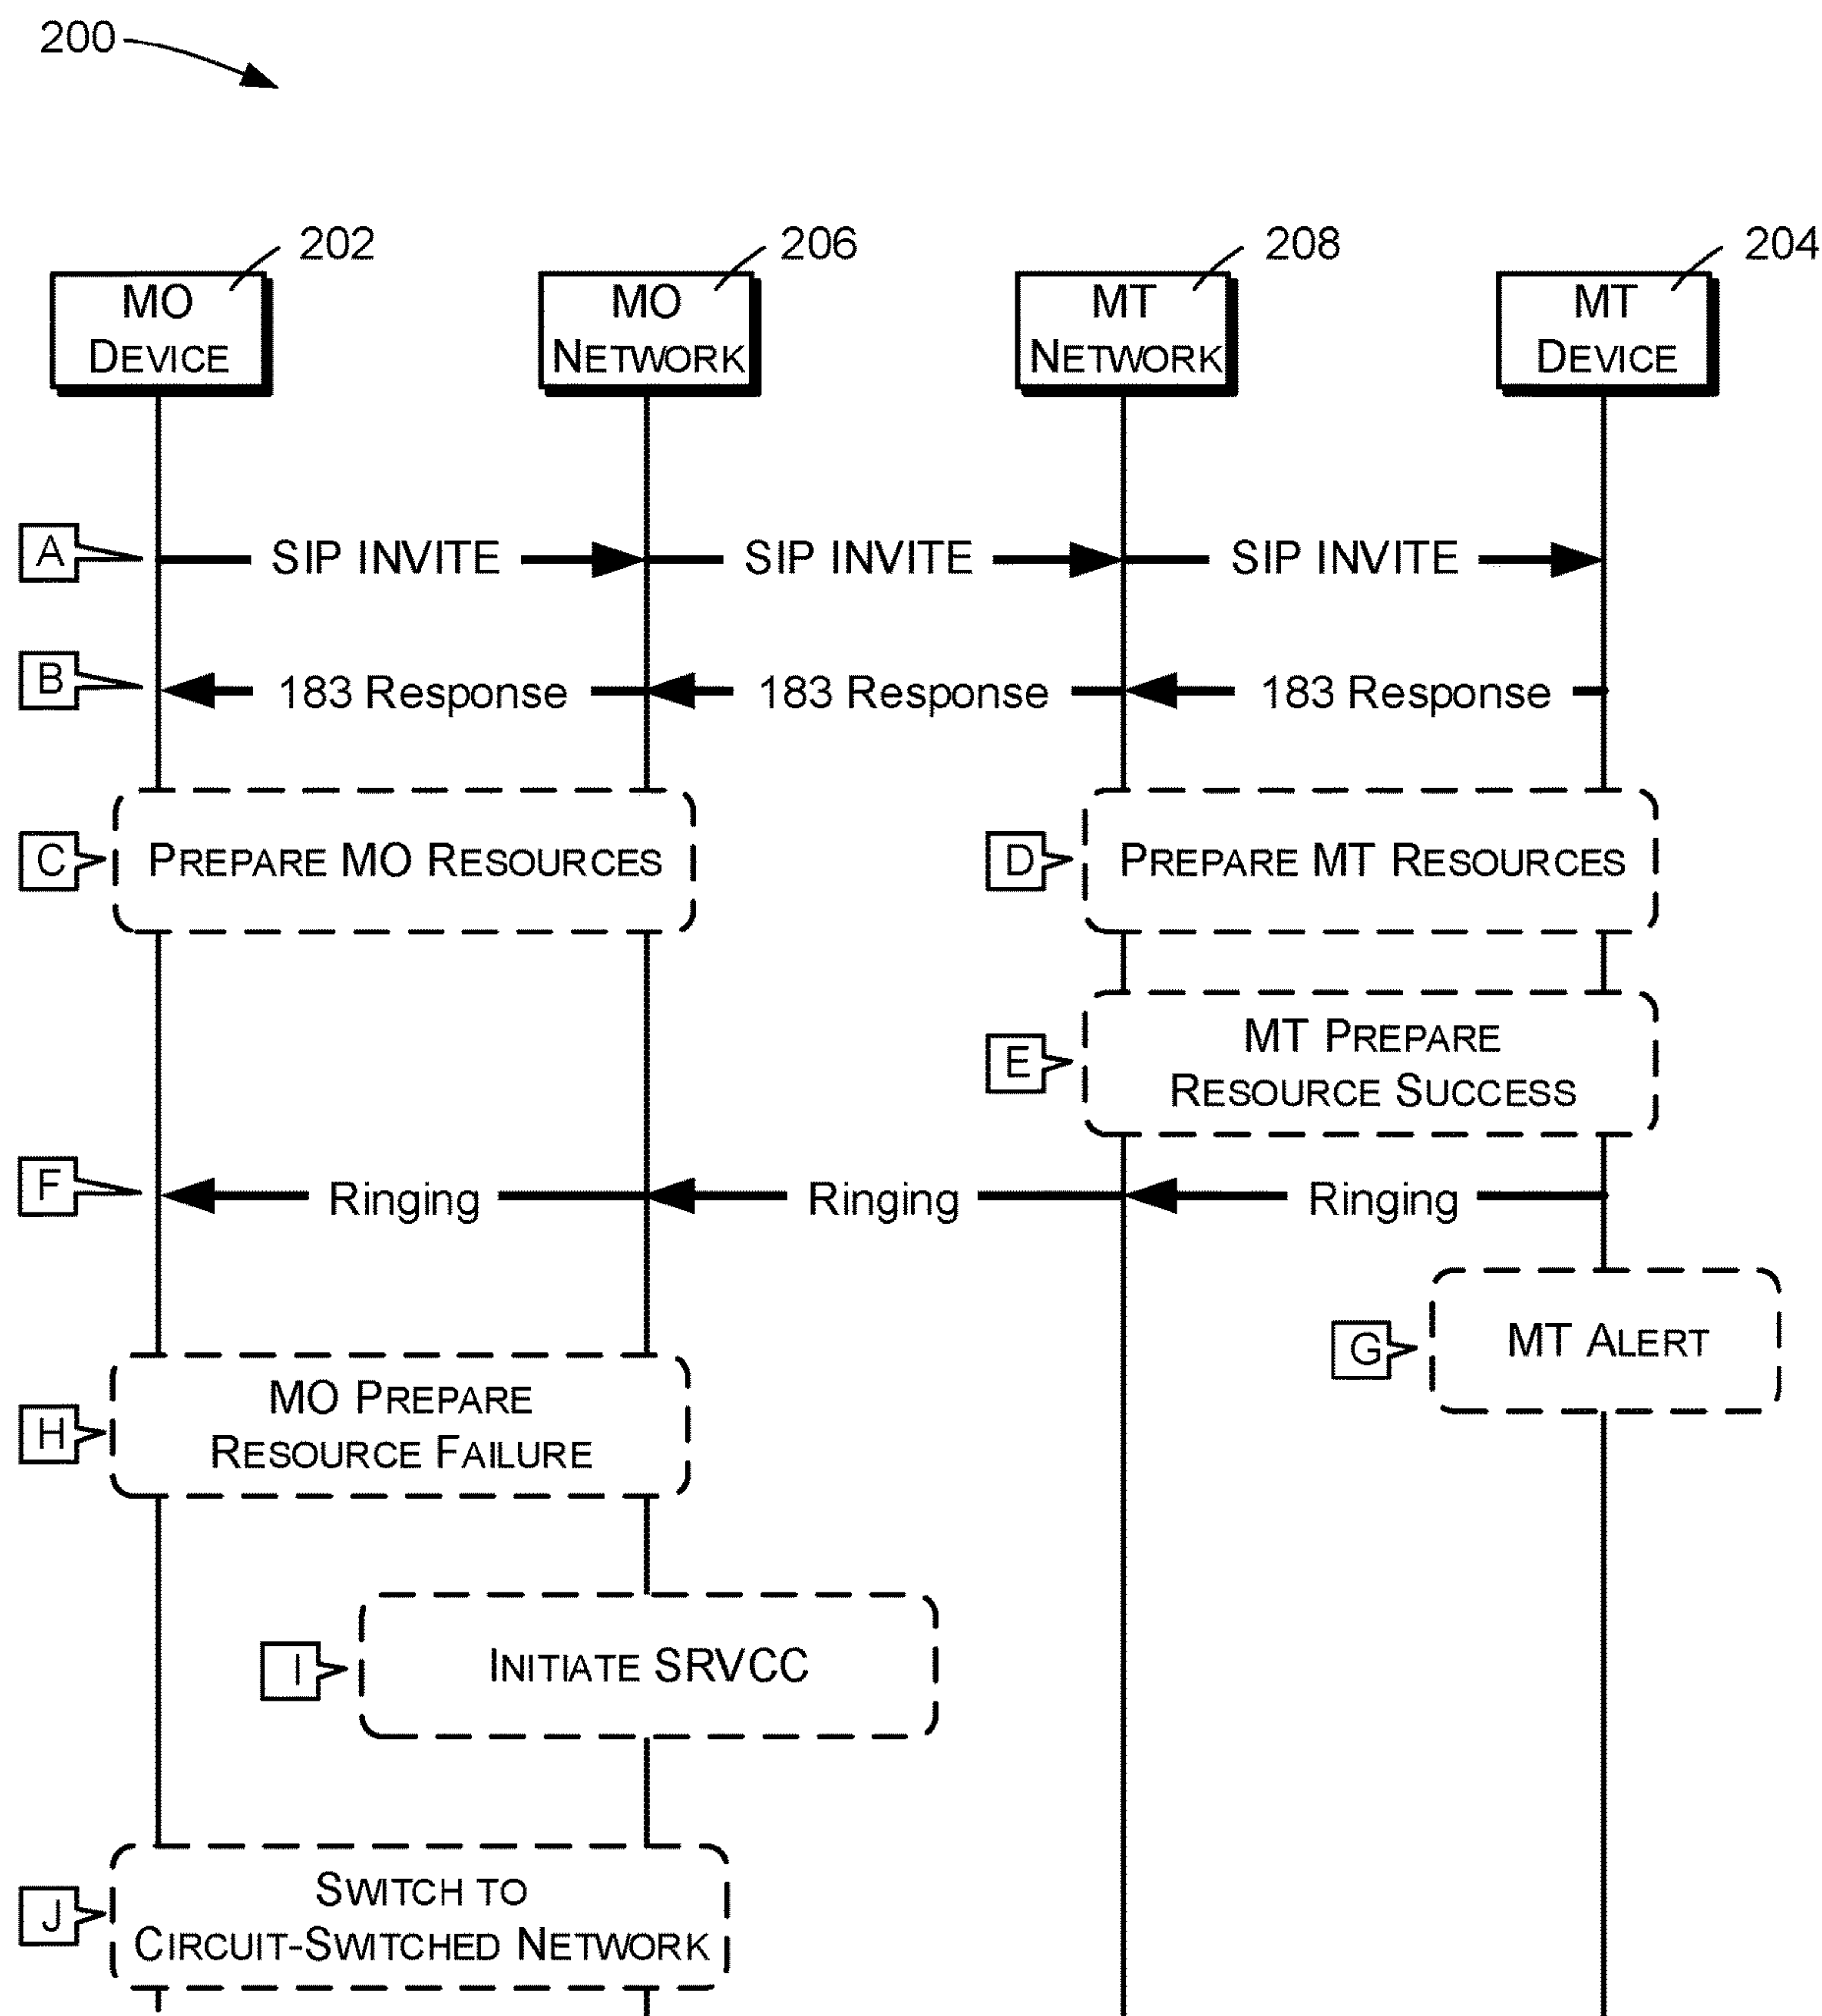 200
202
206
208
204
MO
DEVICE
MO
NETWORK
MT
NETWORK
MT
DEVICE
A
SIP INVITE
SIP INVITE
SIP INVITE
B
183 Response
183 Response
183 Response
C
PREPARE MO RESOURCES
D
PREPARE MT RESOURCES
E
MT PREPARE
RESOURCE SUCCESS
F
Ringing
Ringing
Ringing
G
MT ALERT
H
MO PREPARE
RESOURCE FAILURE
I
INITIATE SRVCC
J
SWITCH TO
CIRCUIT-SWITCHED NETWORK